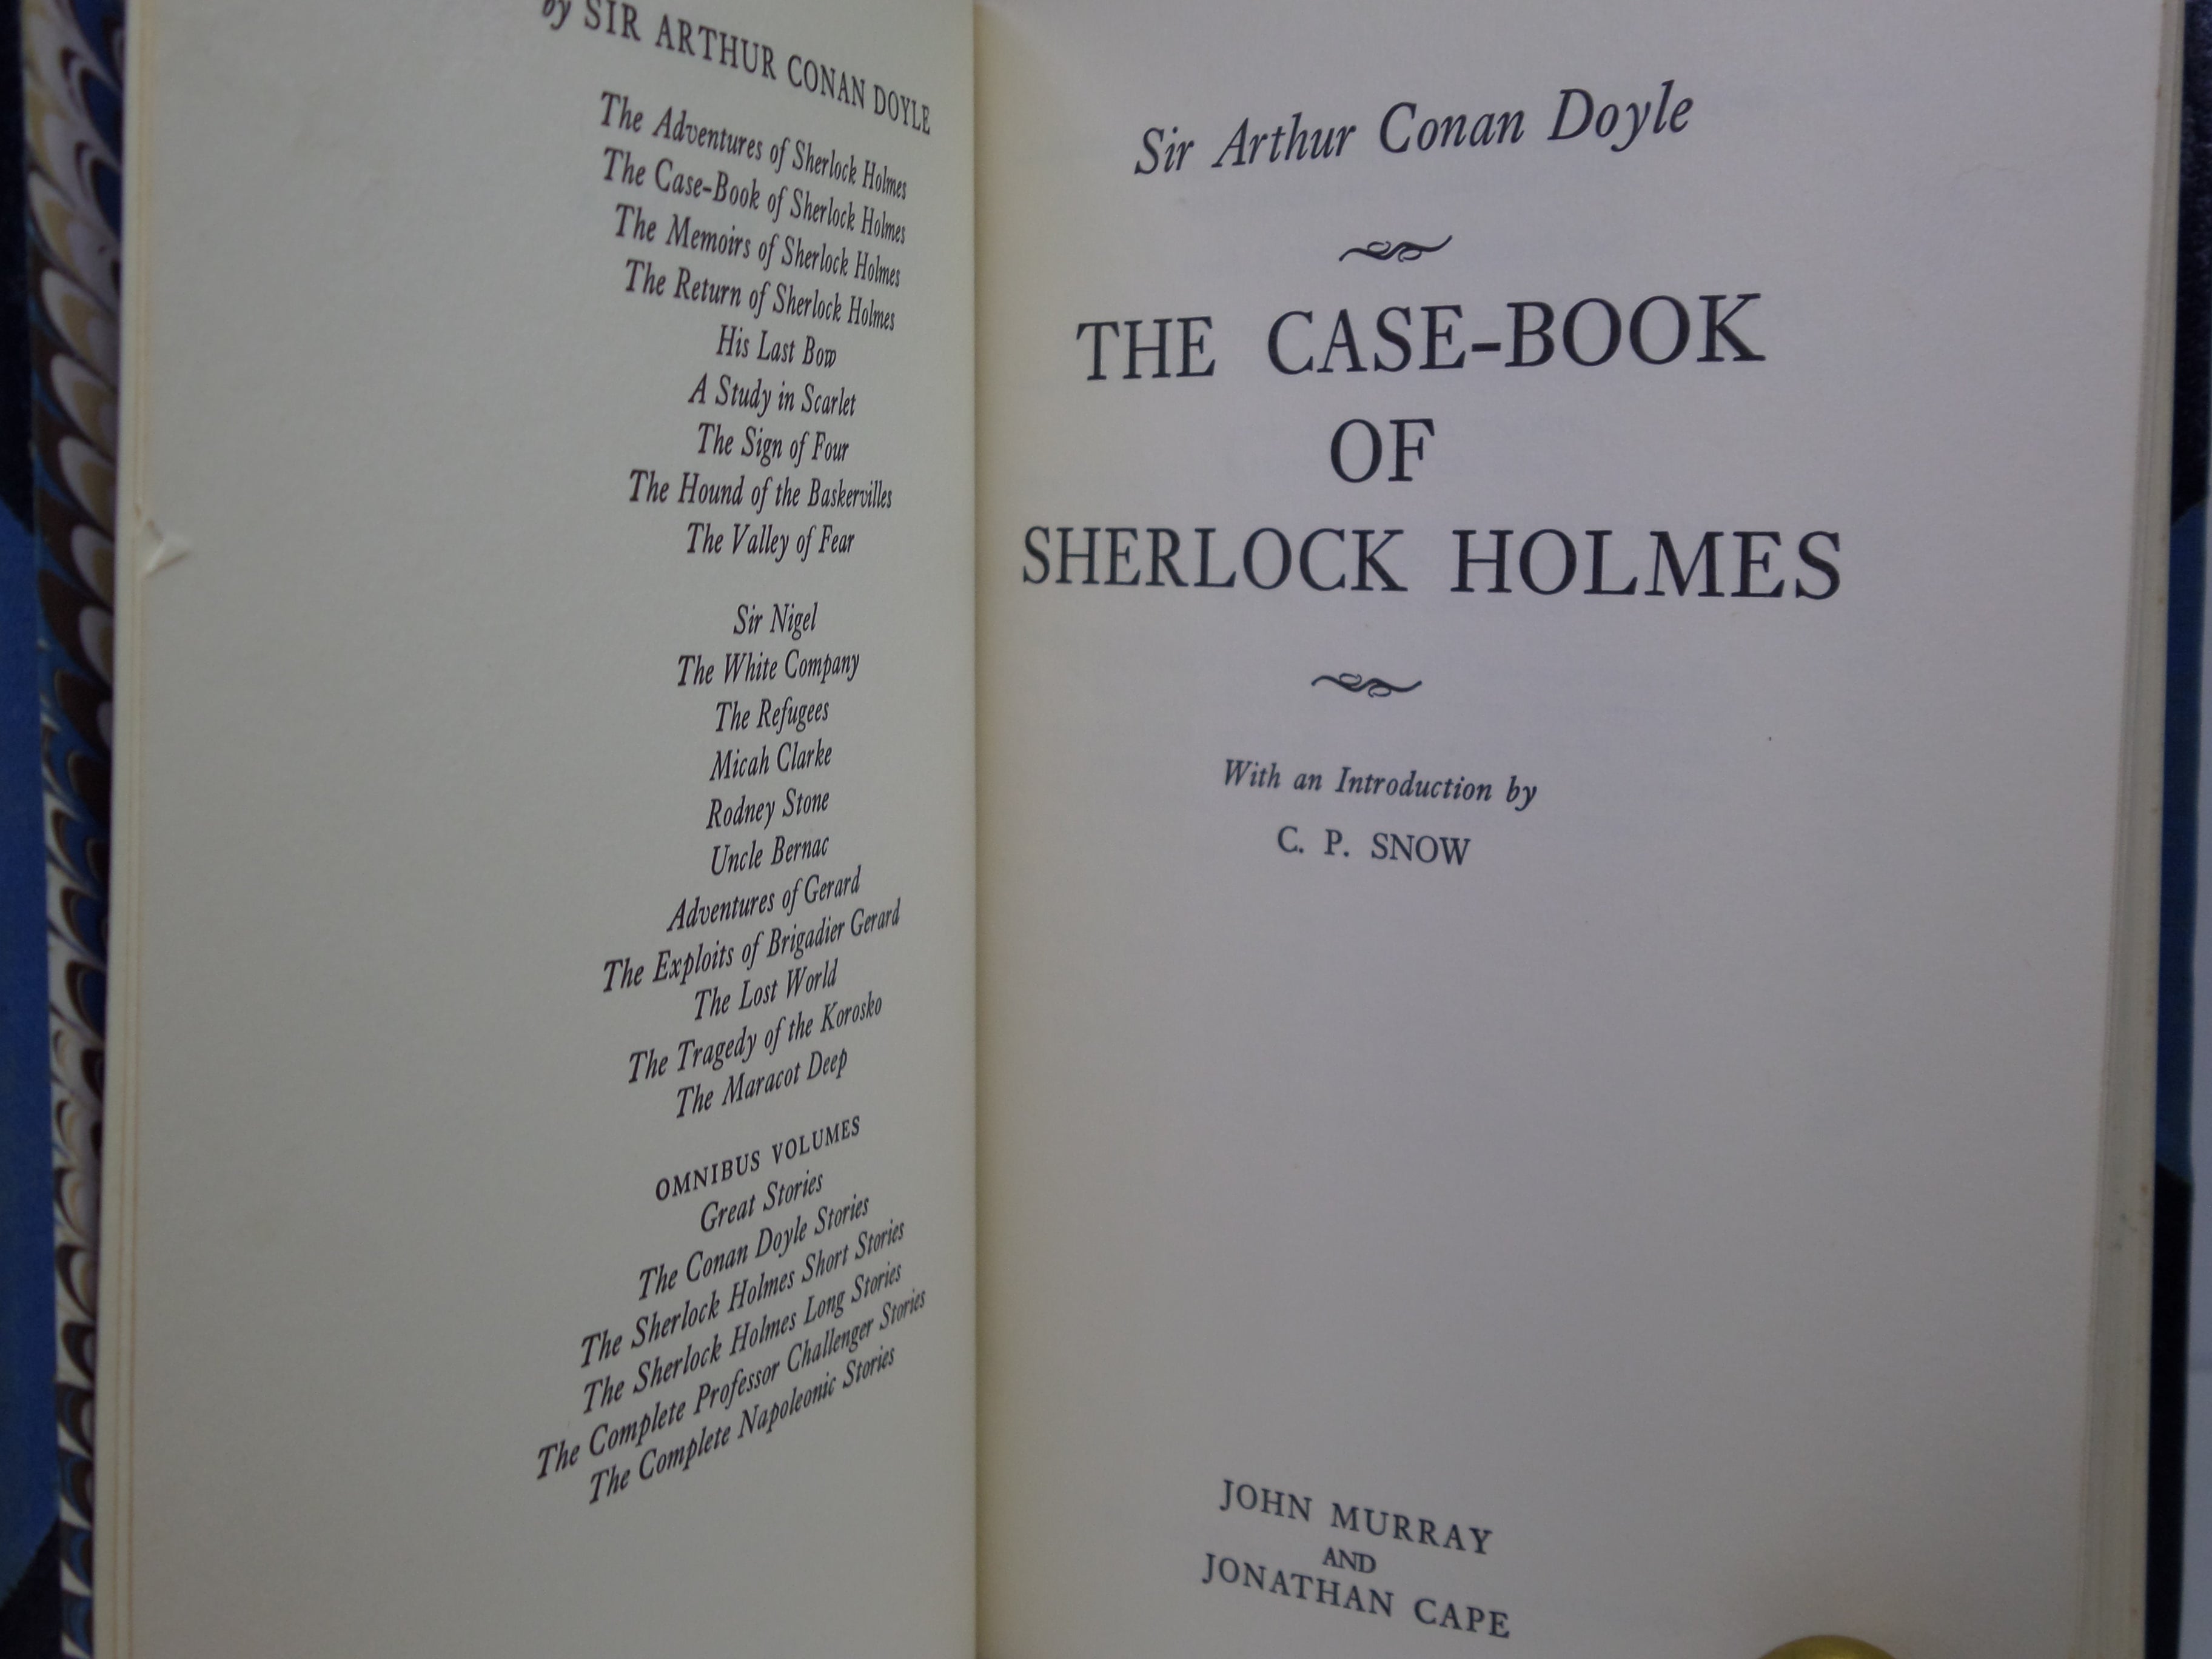 by SIR ARTHUR CONAN DOYLE
The Adventures of Sherlock Holmes
The Case-Book of Sherlock Holmes
The Memoirs of Sherlock Holmes
The Return of Sherlock Holmes
His Last Bow
A Study in Scarlet
The Sign of Four
The Hound of the Baskervilles
The Valley of Fear
Sir Nigel
The White Company
The Refugees
Micah Clarke
Rodney Stone
Uncle Bernac
Adventures of Gerard
The Exploits of Brigadier Gerard
The Lost World
The Tragedy of the Korosko
The Maracot Deep
OMNIBUS VOLUMES
Great Stories
The Conan Doyle Stories
The Sherlock Holmes Short Stories
The Sherlock Holmes Long Stories
The Complete Professor Challenger Stories
The Complete Napoleonic Stories
Sir Arthur Conan Doyle
THE CASE-BOOK
OF
SHERLOCK HOLMES
With an Introduction by
C. P. SNOW
JOHN MURRAY
AND
JONATHAN CAPE